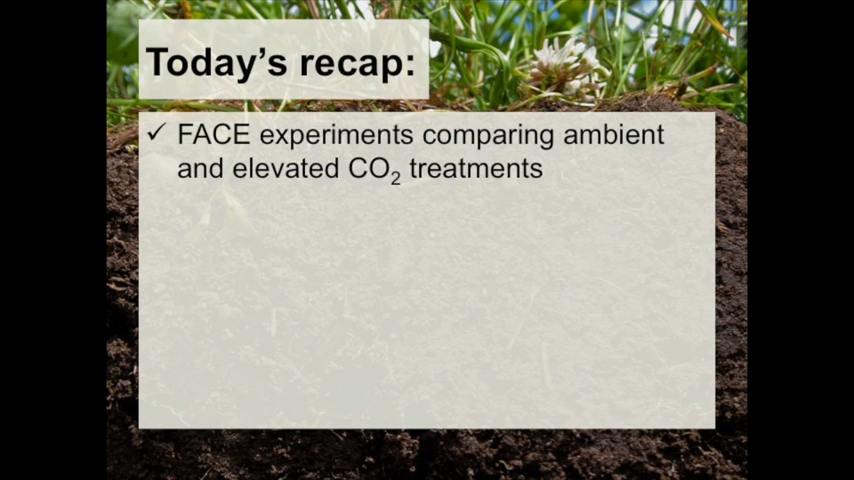 Today's recap:
✓ FACE experiments comparing ambient
and elevated CO₂ treatments